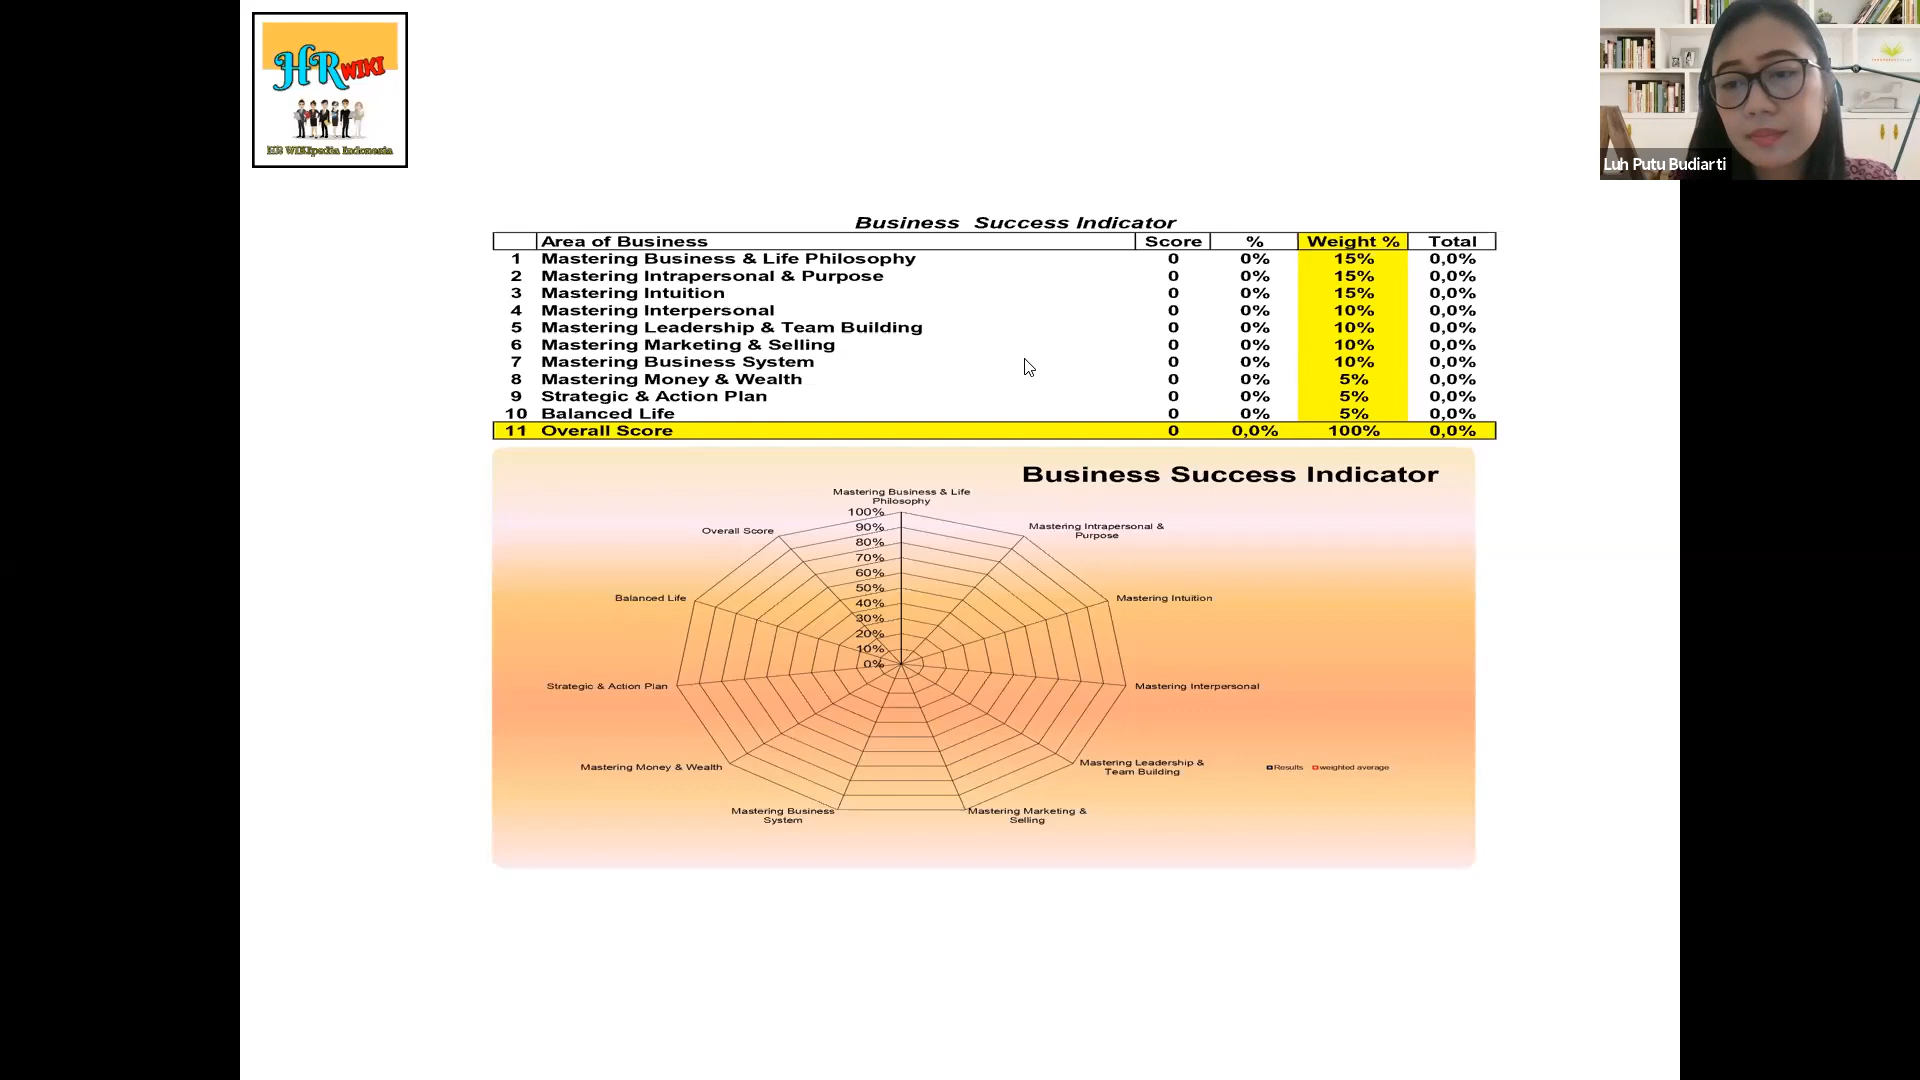 HR WIKI
HR WIKIpedia Indonesia
Luh Putu Budiarti
Business Success Indicator
Area of Business Score % Weight % Total
1 Mastering Business & Life Philosophy 0 0% 15% 0,0%
2 Mastering Intrapersonal & Purpose 0 0% 15% 0,0%
3 Mastering Intuition 0 0% 15% 0,0%
4 Mastering Interpersonal 0 0% 10% 0,0%
5 Mastering Leadership & Team Building 0 0% 10% 0,0%
6 Mastering Marketing & Selling 0 0% 10% 0,0%
7 Mastering Business System 0 0% 10% 0,0%
8 Mastering Money & Wealth 0 0% 5% 0,0%
9 Strategic & Action Plan 0 0% 5% 0,0%
10 Balanced Life 0 0% 5% 0,0%
11 Overall Score 0 0,0% 100% 0,0%
Business Success Indicator
Mastering Business & Life
Philosophy
100%
90%
80%
70%
60%
50%
40%
30%
20%
10%
0%
Mastering Intrapersonal &
Purpose
Mastering Intuition
Mastering Interpersonal
Mastering Leadership &
Team Building
Mastering Marketing &
Selling
Mastering Business
System
Mastering Money & Wealth
Strategic & Action Plan
Balanced Life
Overall Score
Results weighted average